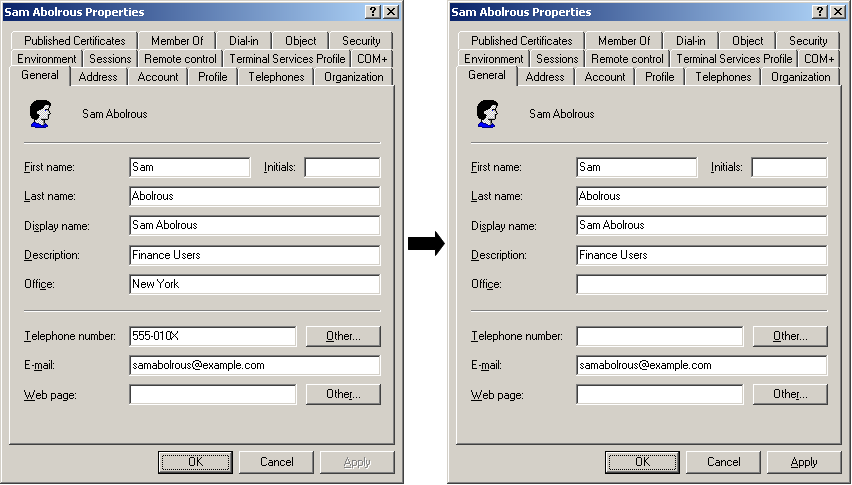 Sam Abolrous Properties
Published Certificates Member Of Dial-in Object Security
Environment Sessions Remote control Terminal Services Profile COM+
General Address Account Profile Telephones Organization
Sam Abolrous
First name: Sam Initials:
Last name: Abolrous
Display name: Sam Abolrous
Description: Finance Users
Office: New York
Telephone number: 555-010X Other...
E-mail: samabolrous@example.com
Web page: Other...
OK Cancel Apply
Sam Abolrous Properties
Published Certificates Member Of Dial-in Object Security
Environment Sessions Remote control Terminal Services Profile COM+
General Address Account Profile Telephones Organization
Sam Abolrous
First name: Sam Initials:
Last name: Abolrous
Display name: Sam Abolrous
Description: Finance Users
Office:
Telephone number: Other...
E-mail: samabolrous@example.com
Web page: Other...
OK Cancel Apply